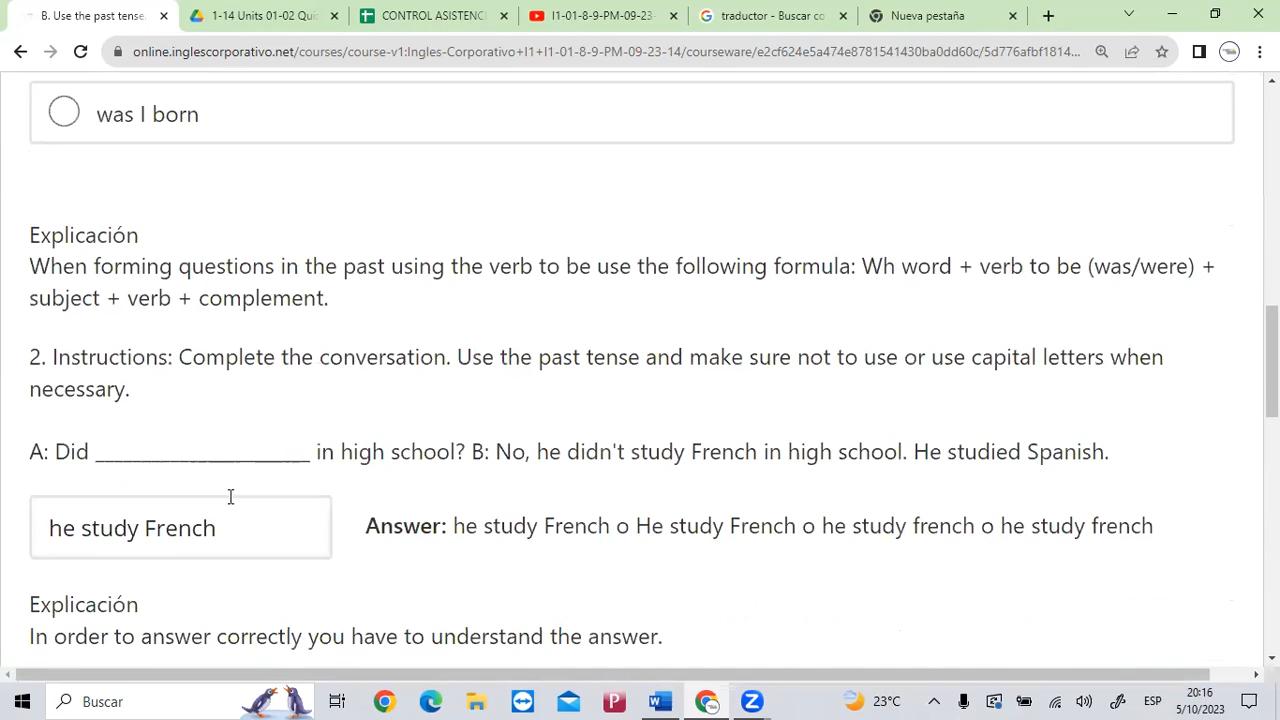 B. Use the past tense.
1-14 Units 01-02 Quic
CONTROL ASISTENC
I1-01-8-9-PM-09-23-
traductor - Buscar co
Nueva pestaña
online.inglescorporativo.net/courses/course-v1:Ingles-Corporativo+I1+I1-01-8-9-PM-09-23-14/courseware/e2cf624e5a474e8781541430ba0dd60c/5d776afbf1814...
was I born
Explicación
When forming questions in the past using the verb to be use the following formula: Wh word + verb to be (was/were) +
subject + verb + complement.
2. Instructions: Complete the conversation. Use the past tense and make sure not to use or use capital letters when
necessary.
A: Did ____________________ in high school? B: No, he didn't study French in high school. He studied Spanish.
he study French
Answer: he study French o He study French o he study french o he study french
Explicación
In order to answer correctly you have to understand the answer.
Buscar
23°C
ESP
20:16
5/10/2023